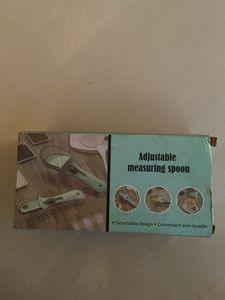 Adjustable
measuring spoon
• Detachable design • Convenient and durable